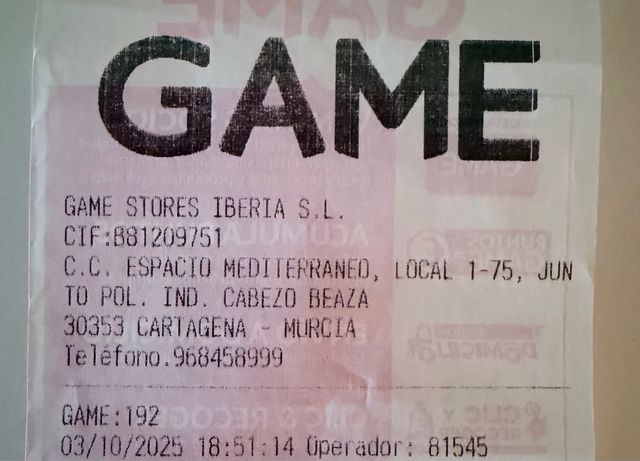 GAME
GAME STORES IBERIA S.L.
CIF:B81209751
C.C. ESPACIO MEDITERRANEO, LOCAL 1-75, JUN
TO POL. IND. CABEZO BEAZA
30353 CARTAGENA - MURCIA
Teléfono.968458999
GAME:192
03/10/2025 18:51:14 Operador: 81545